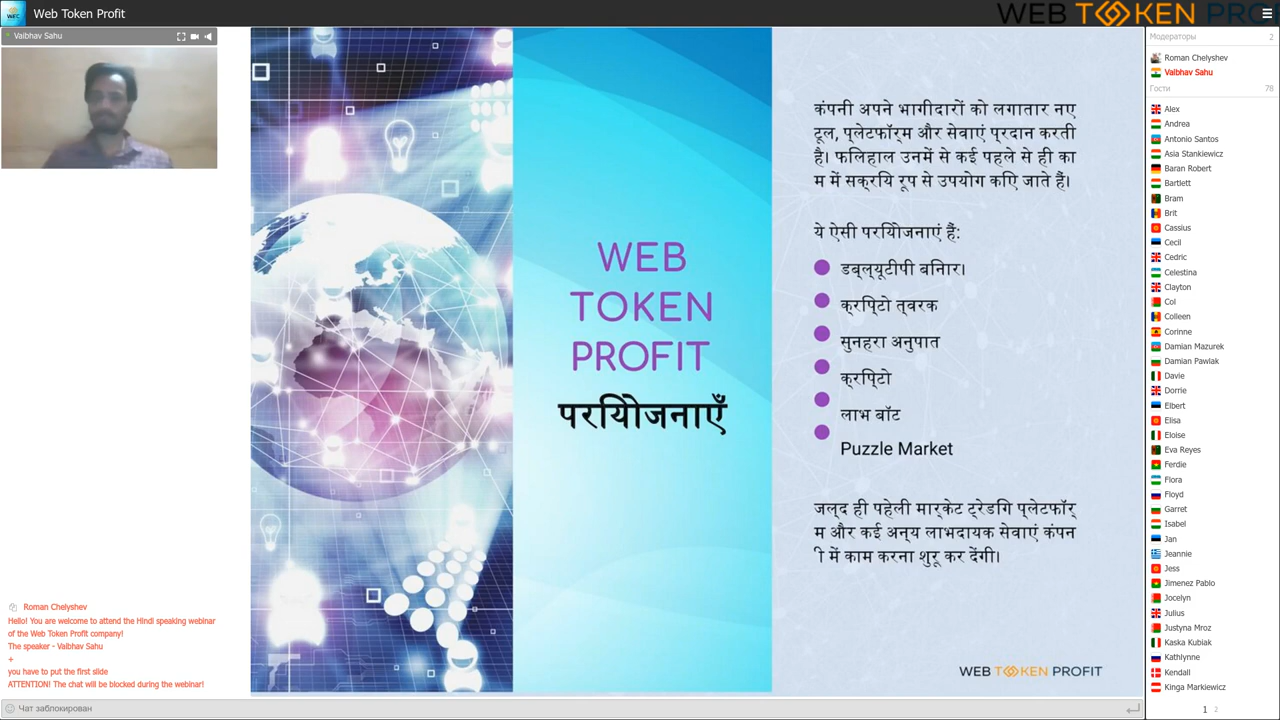 Web Token Profit
WEB TOKEN PRO
Vaibhav Sahu
WEB
TOKEN
PROFIT
परयिोजनाएँ
कंपनी अपने भागीदारों को लगातार नए
टूल, प्लेटफॉर्म और सेवाएं प्रदान करती
है। फिलहाल उनमें से कई पहले से ही का
म में सक्रिय रूप से उपयोग किए जाते हैं।
ये ऐसी परयिोजनाएं हैं:
डब्ल्यूटीपी बिनार।
क्रिप्टो त्वरक
सुनहरा अनुपात
क्रिप्टो
लाभ बॉट
Puzzle Market
जल्द ही पहली मार्केट ट्रेडिंग प्लेटफॉर्
म और कई अन्य लाभदायक सेवाएं कंपन
ी में काम करना शुरू कर देंगी।
WEB TOKEN PROFIT
Roman Chelyshev
Hello! You are welcome to attend the Hindi speaking webinar
of the Web Token Profit company!
The speaker - Vaibhav Sahu
+
you have to put the first slide
ATTENTION! The chat will be blocked during the webinar!
Чат заблокирован
Модераторы 2
Roman Chelyshev
Vaibhav Sahu
Гости 78
Alex
Andrea
Antonio Santos
Asia Stankiewicz
Baran Robert
Bartlett
Bram
Brit
Cassius
Cecil
Cedric
Celestina
Clayton
Col
Colleen
Corinne
Damian Mazurek
Damian Pawlak
Davie
Dorrie
Elbert
Elisa
Eloise
Eva Reyes
Ferdie
Flora
Floyd
Garret
Isabel
Jan
Jeannie
Jess
Jimenez Pablo
Jocelyn
Julius
Justyna Mroz
Kaska Kubiak
Kathlynne
Kendall
Kinga Markiewicz
1 2